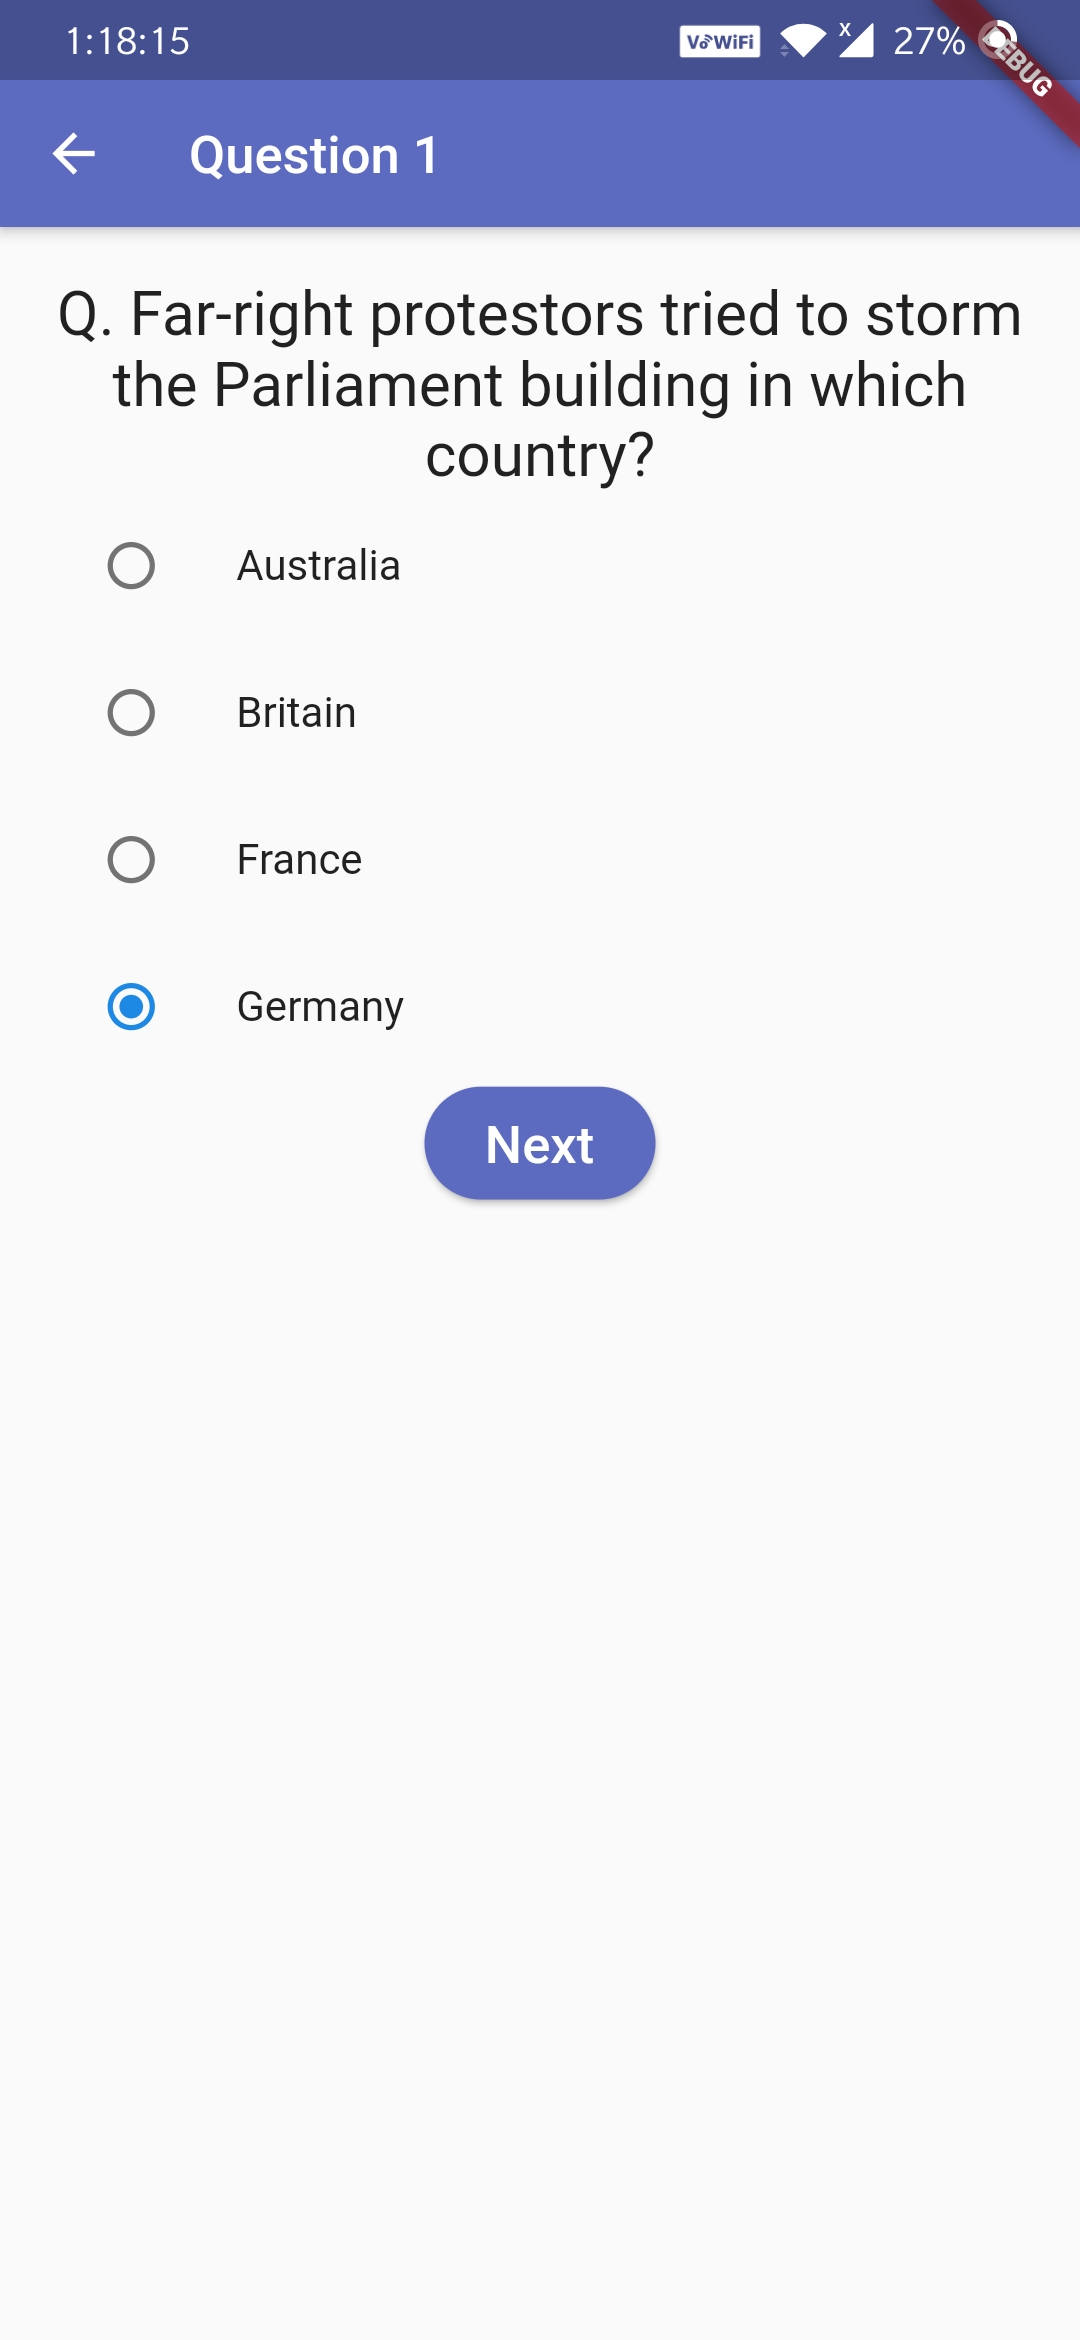 1:18:15
VoWiFi
X
27%
DEBUG
Question 1
Q. Far-right protestors tried to storm
the Parliament building in which
country?
Australia
Britain
France
Germany
Next